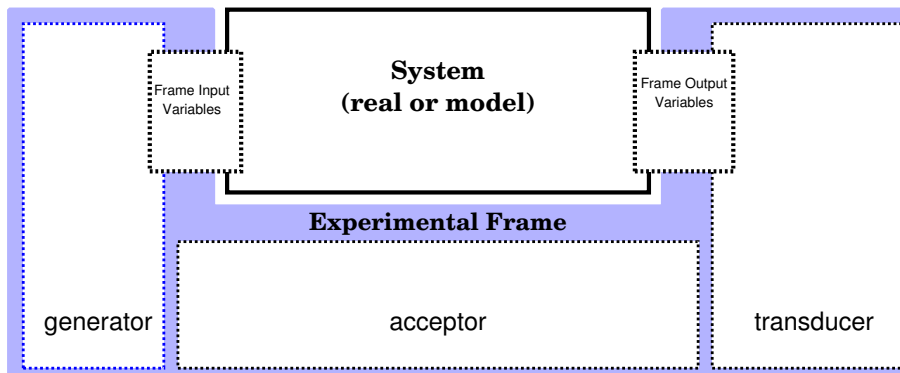 System
(real or model)
Frame Input
Variables
Frame Output
Variables
Experimental Frame
generator
acceptor
transducer